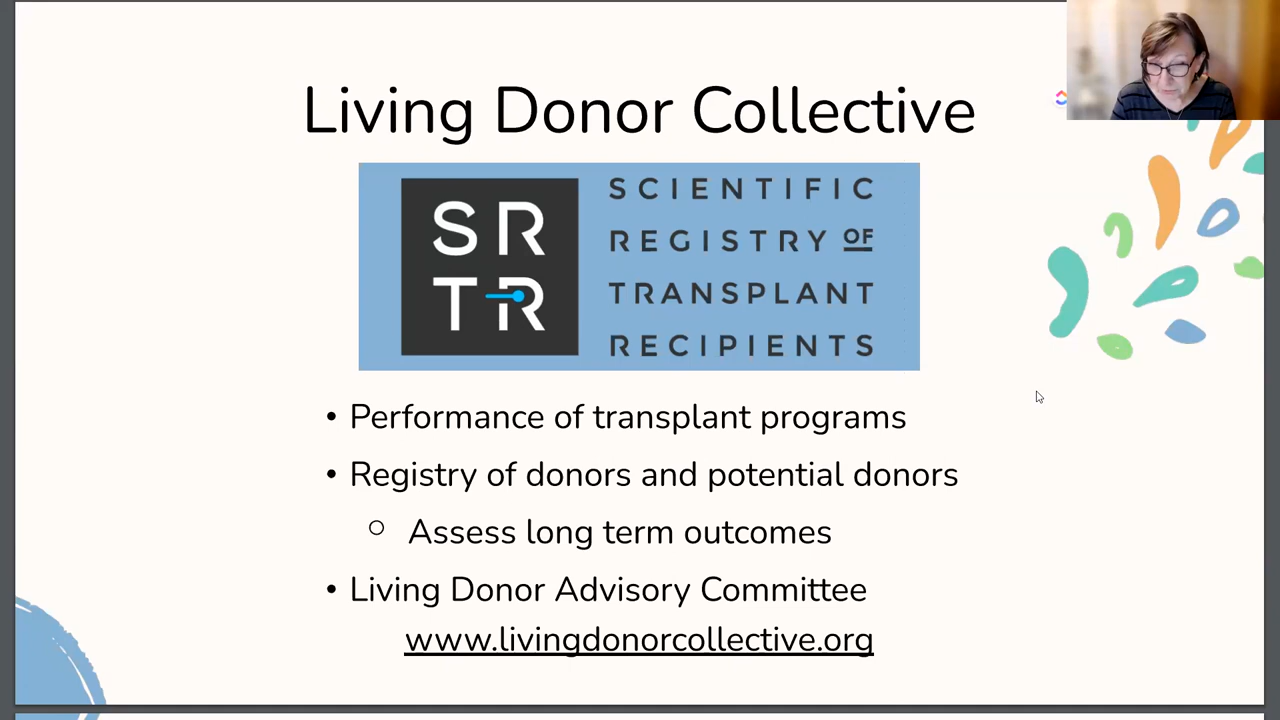 Living Donor Collective
SR
TR
SCIENTIFIC
REGISTRY OF
TRANSPLANT
RECIPIENTS
• Performance of transplant programs
• Registry of donors and potential donors
○ Assess long term outcomes
• Living Donor Advisory Committee
www.livingdonorcollective.org